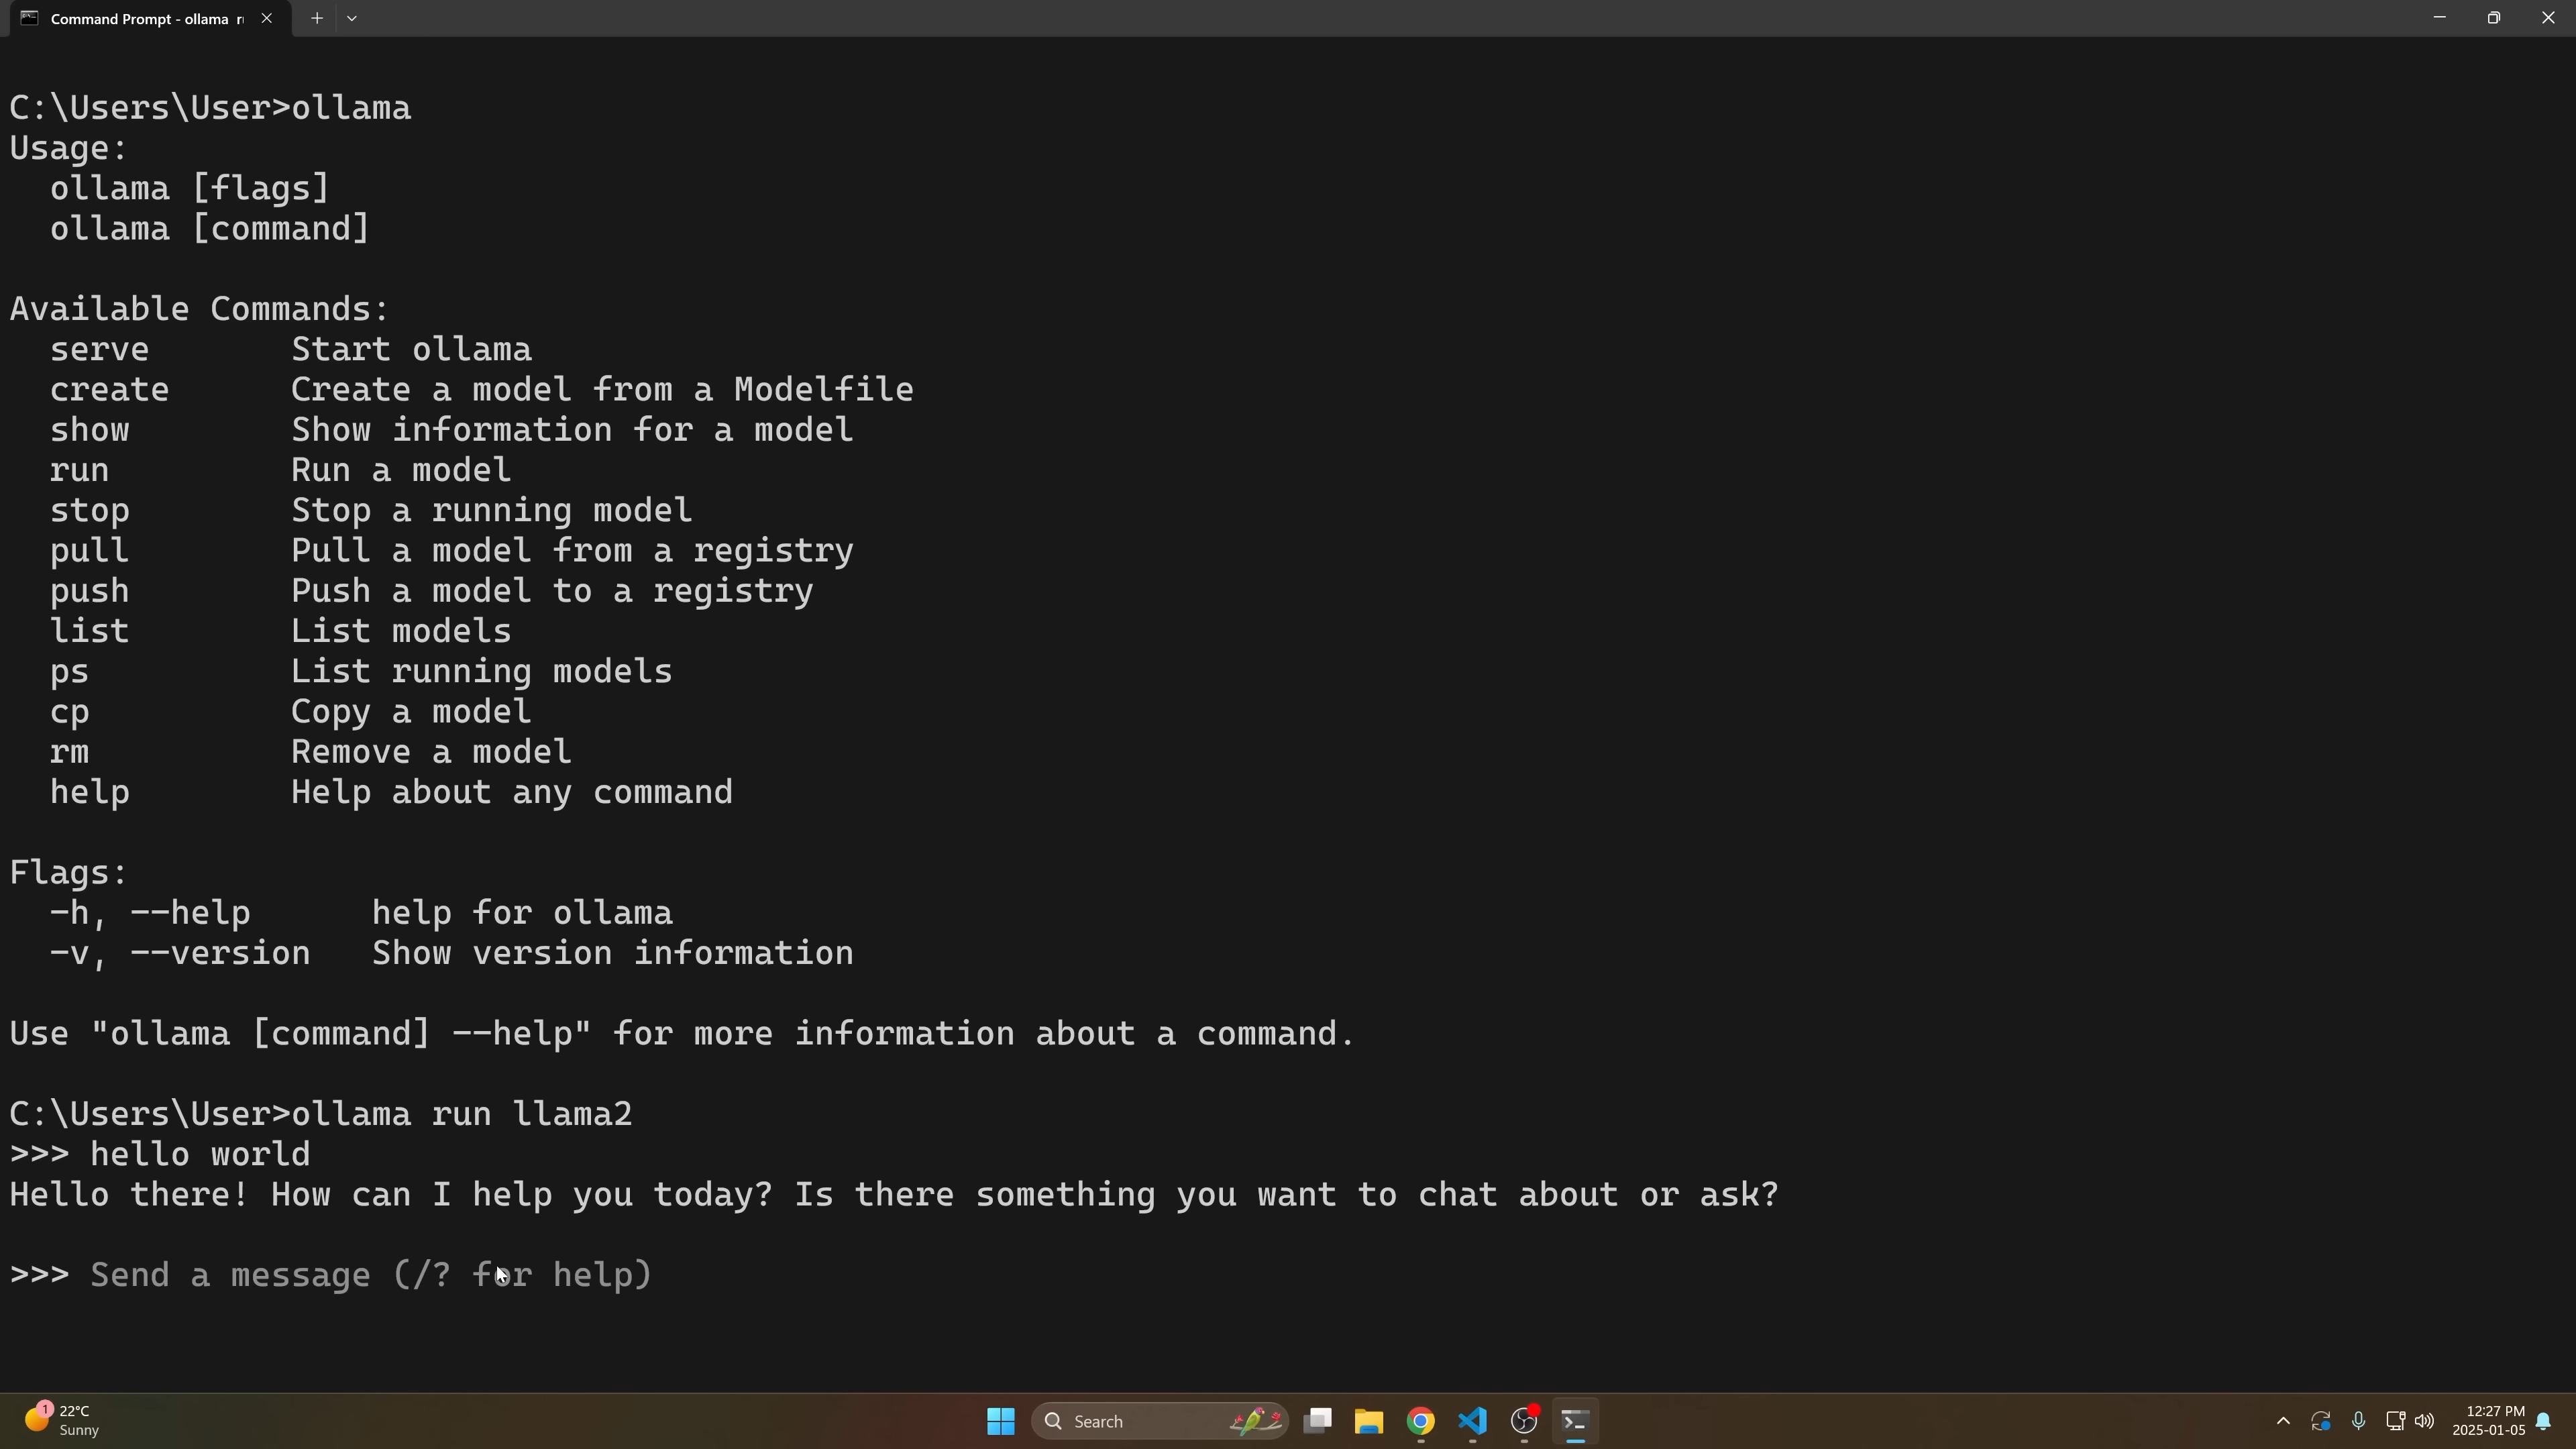 Command Prompt - ollama
C:\Users\User>ollama
Usage:
ollama [flags]
ollama [command]
Available Commands:
serve Start ollama
create Create a model from a Modelfile
show Show information for a model
run Run a model
stop Stop a running model
pull Pull a model from a registry
push Push a model to a registry
list List models
ps List running models
cp Copy a model
rm Remove a model
help Help about any command
Flags:
-h, --help help for ollama
-v, --version Show version information
Use "ollama [command] --help" for more information about a command.
C:\Users\User>ollama run llama2
>>> hello world
Hello there! How can I help you today? Is there something you want to chat about or ask?
>>> Send a message (/? for help)
1
22°C
Sunny
Search
12:27 PM
2025-01-05